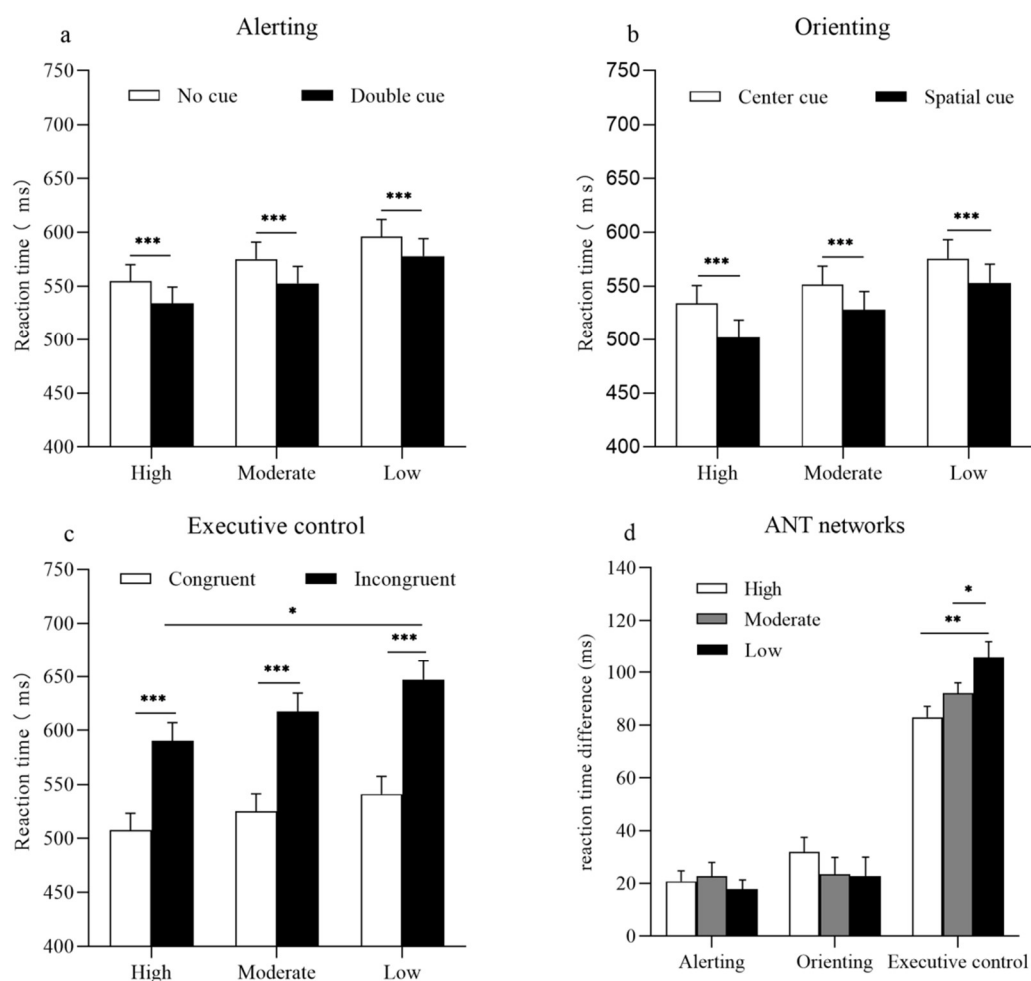 a
Alerting
750
No cue
Double cue
700
650
600
550
500
450
400
Reaction time ( ms)
***
***
***
High
Moderate
Low
b
Orienting
750
Center cue
Spatial cue
700
650
600
550
500
450
400
Reaction time ( ms)
***
***
***
High
Moderate
Low
c
Executive control
750
Congruent
Incongruent
700
650
600
550
500
450
400
Reaction time ( ms)
*
***
***
***
High
Moderate
Low
d
ANT networks
140
120
100
80
60
40
20
0
reaction time difference (ms)
High
Moderate
Low
*
**
Alerting
Orienting
Executive control